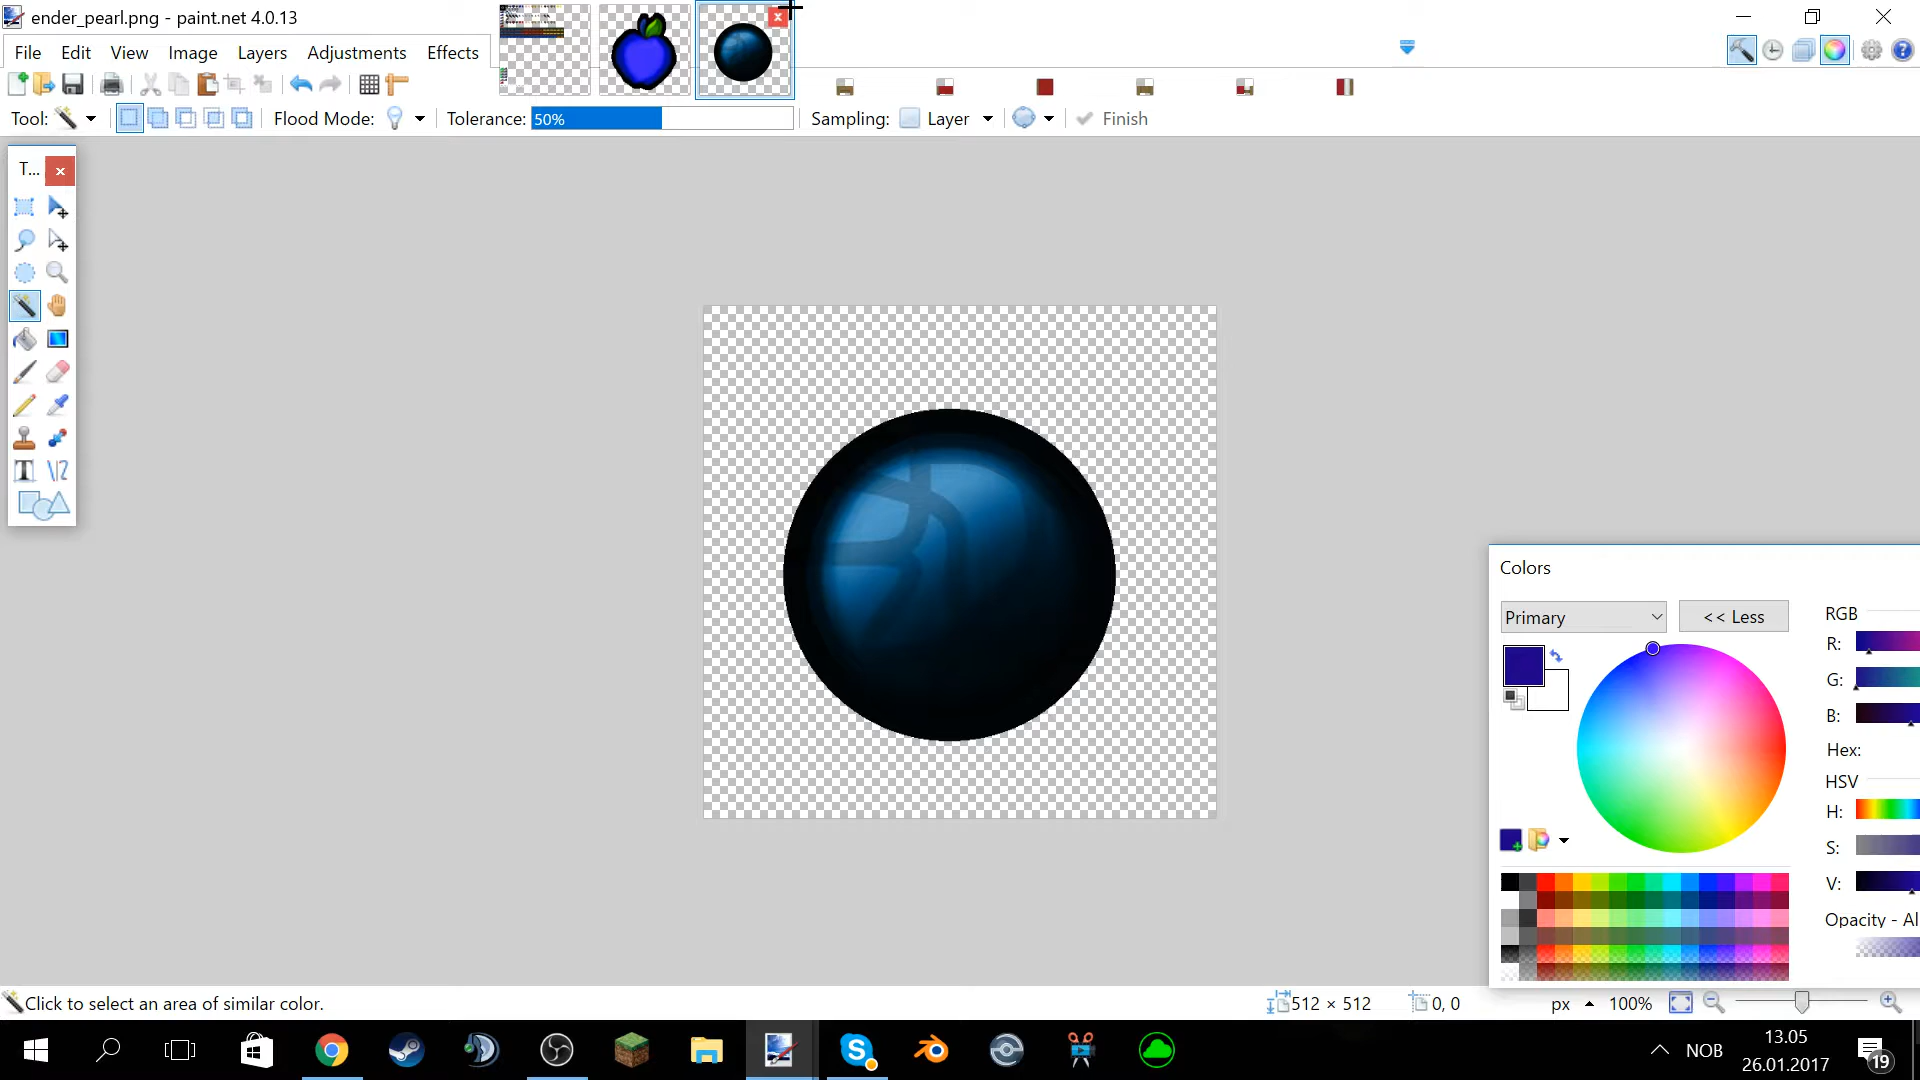 ender_pearl.png - paint.net 4.0.13
File Edit View Image Layers Adjustments Effects
Tool: Flood Mode: Tolerance: 50% Sampling: Layer Finish
T...
Colors
Primary << Less
RGB
R:
G:
B:
Hex:
HSV
H:
S:
V:
Opacity - Al
Click to select an area of similar color.
512 × 512 0, 0 px 100%
NOB
13.05
26.01.2017
19